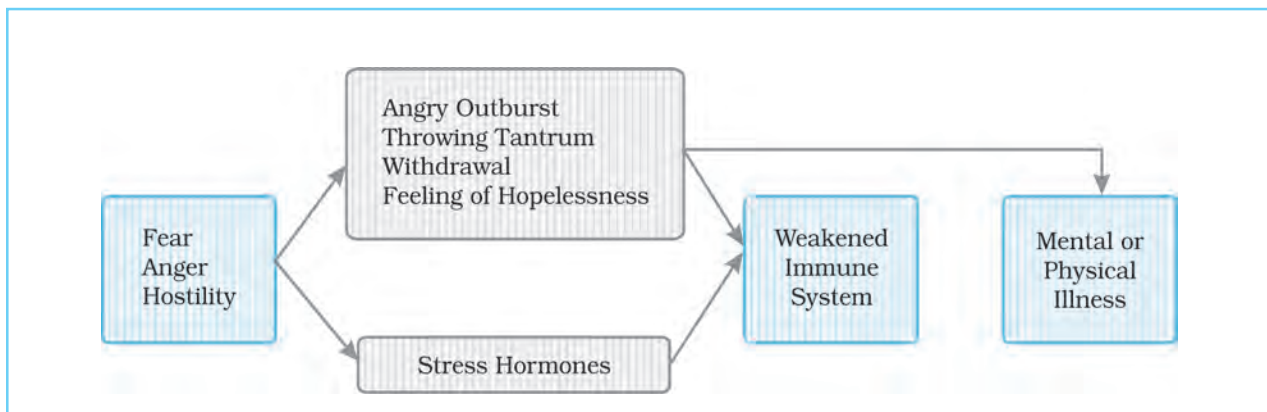 Angry Outburst
Throwing Tantrum
Withdrawal
Feeling of Hopelessness
Fear
Anger
Hostility
Weakened
Immune
System
Mental or
Physical
Illness
Stress Hormones